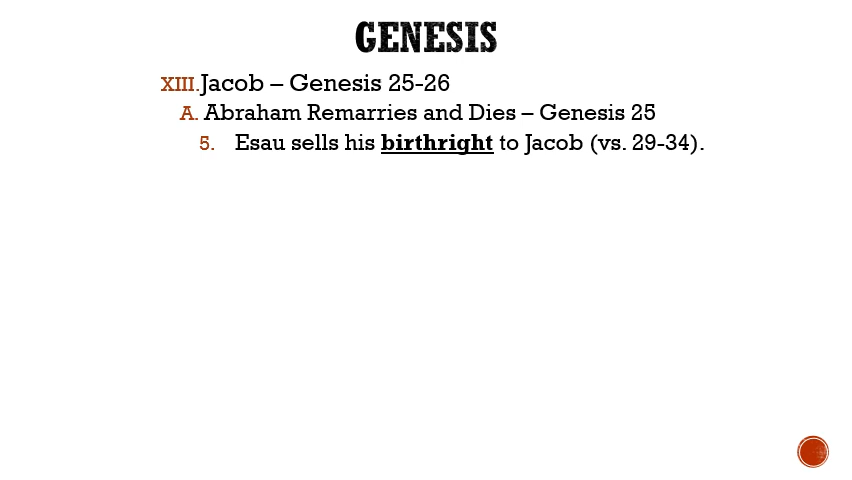 GENESIS
XIII. Jacob – Genesis 25-26
A. Abraham Remarries and Dies – Genesis 25
5. Esau sells his birthright to Jacob (vs. 29-34).